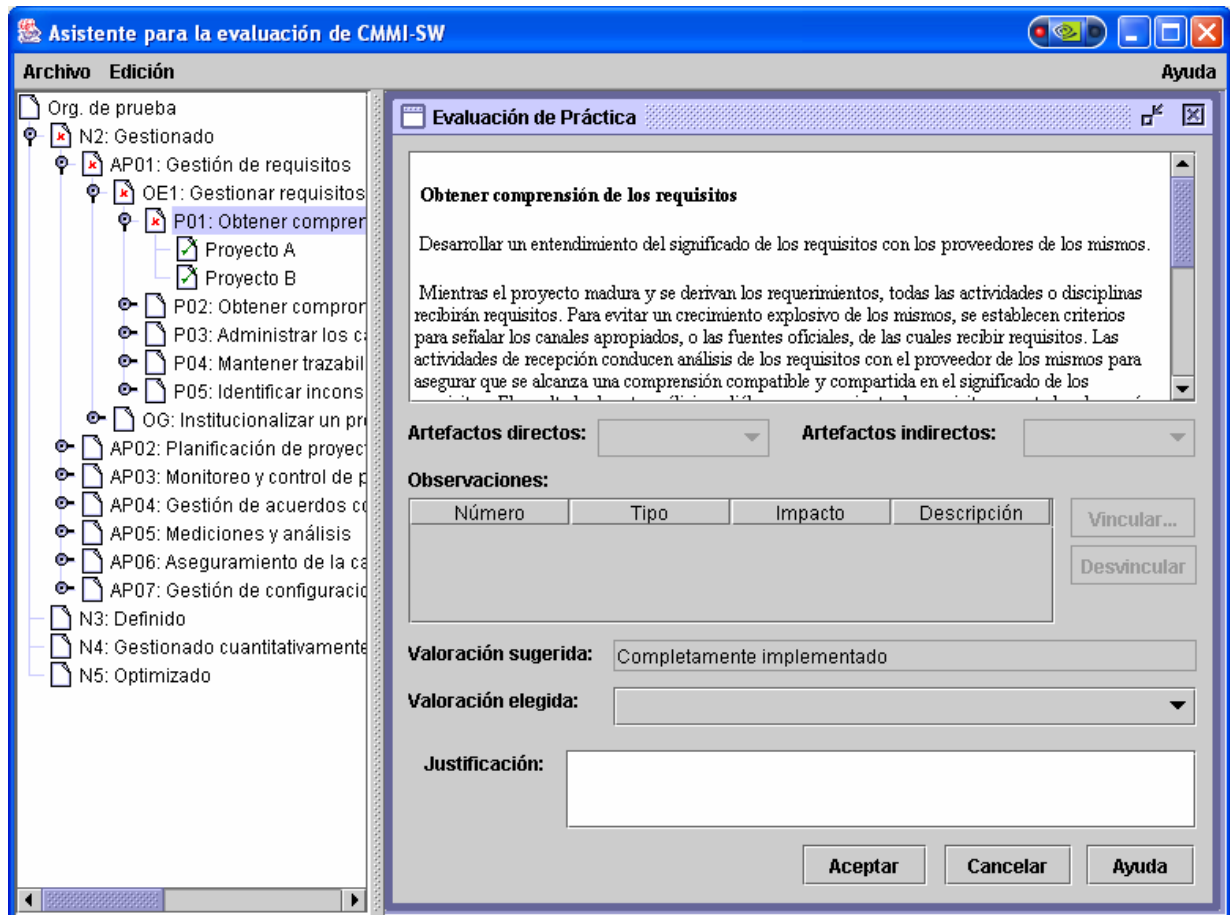 Asistente para la evaluación de CMMI-SW
Archivo Edición Ayuda
Org. de prueba
N2: Gestionado
AP01: Gestión de requisitos
OE1: Gestionar requisitos
P01: Obtener compren
Proyecto A
Proyecto B
P02: Obtener compron
P03: Administrar los ca
P04: Mantener trazabil
P05: Identificar incons
OG: Institucionalizar un pr
AP02: Planificación de proyec
AP03: Monitoreo y control de p
AP04: Gestión de acuerdos co
AP05: Mediciones y análisis
AP06: Aseguramiento de la ca
AP07: Gestión de configuracio
N3: Definido
N4: Gestionado cuantitativamente
N5: Optimizado
Evaluación de Práctica
Obtener comprensión de los requisitos
Desarrollar un entendimiento del significado de los requisitos con los proveedores de los mismos.
Mientras el proyecto madura y se derivan los requerimientos, todas las actividades o disciplinas
recibirán requisitos. Para evitar un crecimiento explosivo de los mismos, se establecen criterios
para señalar los canales apropiados, o las fuentes oficiales, de las cuales recibir requisitos. Las
actividades de recepción conducen análisis de los requisitos con el proveedor de los mismos para
asegurar que se alcanza una comprensión compatible y compartida en el significado de los
Artefactos directos: Artefactos indirectos:
Observaciones:
Número Tipo Impacto Descripción
Vincular...
Desvincular
Valoración sugerida: Completamente implementado
Valoración elegida:
Justificación:
Aceptar Cancelar Ayuda